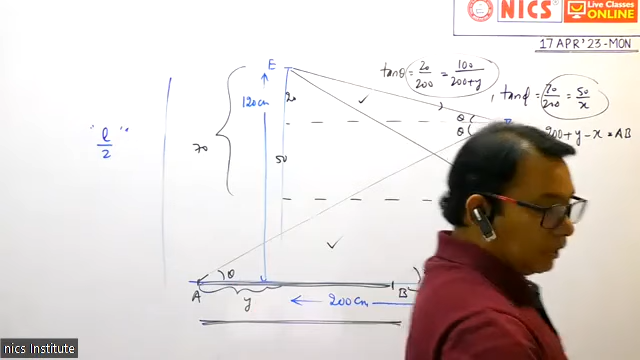 NICS
Live Classes
ONLINE
17 APR'23-MON
E
tanθ = 20/200 = 100/200+y
120cm
20
tanϕ = 70/200 = 50/x
θ
θ
"l/2"
200+y-x = AB
70
50
θ
A
B
y
200cm
nics Institute